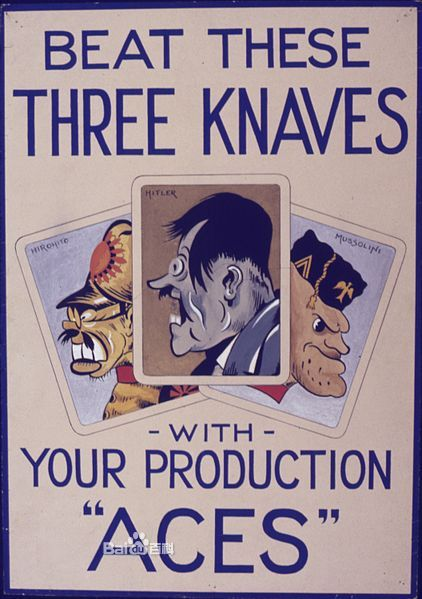 BEAT THESE
THREE KNAVES
HITLER
HIROHITO
MUSSOLINI
- WITH -
YOUR PRODUCTION
"ACES"
Baidu百科